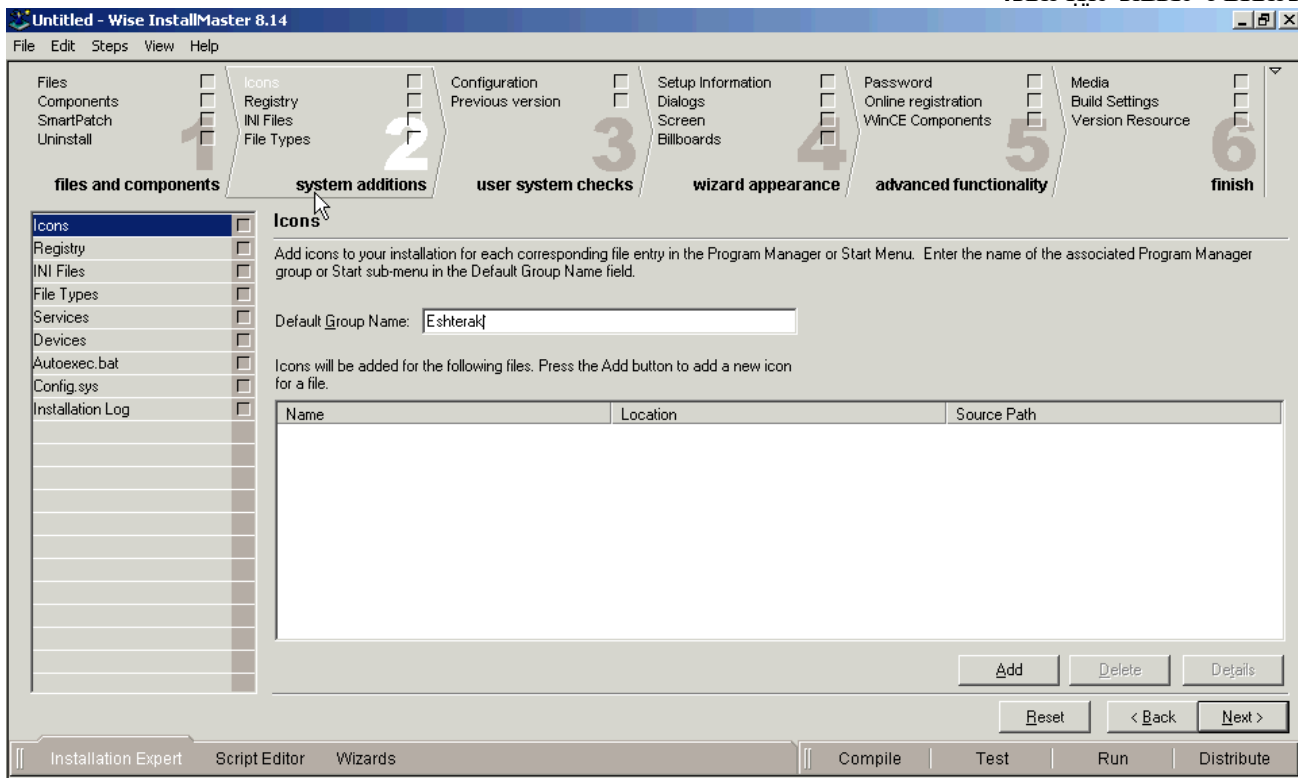 Untitled - Wise InstallMaster 8.14
File Edit Steps View Help
Files
Components
SmartPatch
Uninstall
1
files and components
Icons
Registry
INI Files
File Types
2
system additions
Configuration
Previous version
3
user system checks
Setup Information
Dialogs
Screen
Billboards
4
wizard appearance
Password
Online registration
WinCE Components
5
advanced functionality
Media
Build Settings
Version Resource
6
finish
Icons
Registry
INI Files
File Types
Services
Devices
Autoexec.bat
Config.sys
Installation Log
Icons
Add icons to your installation for each corresponding file entry in the Program Manager or Start Menu. Enter the name of the associated Program Manager
group or Start sub-menu in the Default Group Name field.
Default Group Name: Eshterak
Icons will be added for the following files. Press the Add button to add a new icon
for a file.
Name Location Source Path
Add Delete Details
Reset < Back Next >
Installation Expert Script Editor Wizards Compile Test Run Distribute